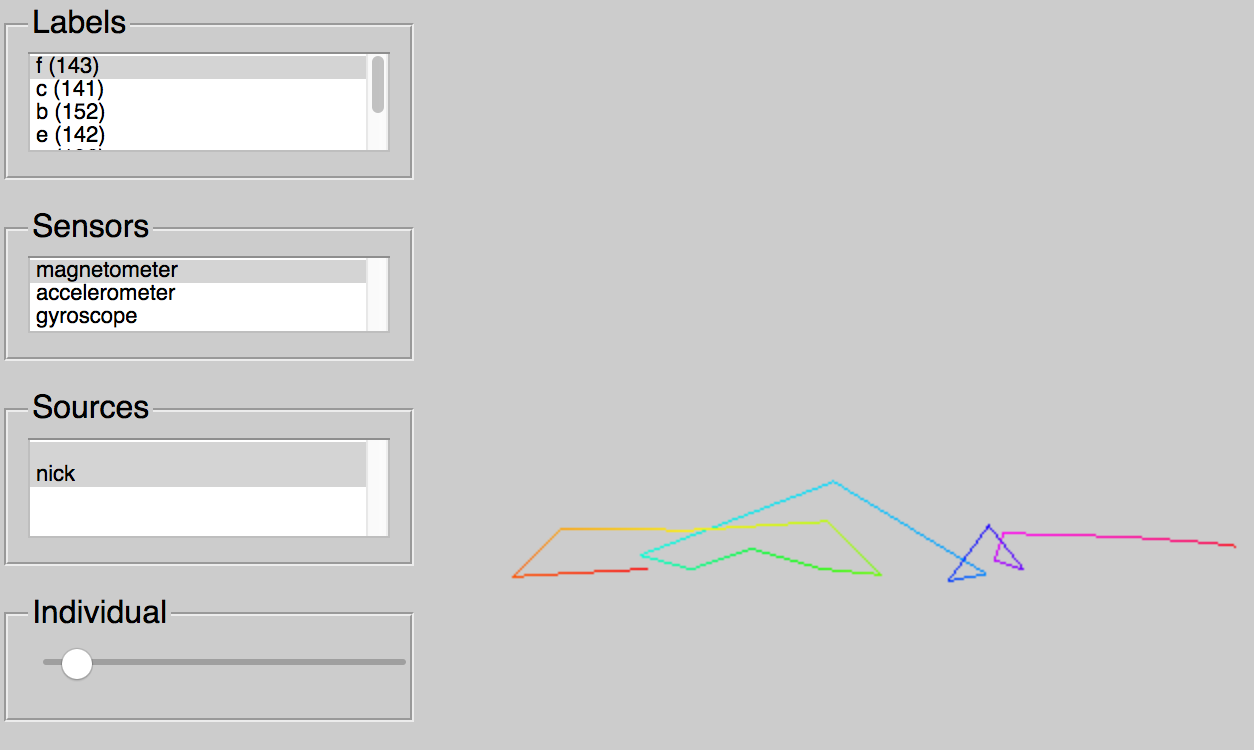 Labels
f (143)
c (141)
b (152)
e (142)
Sensors
magnetometer
accelerometer
gyroscope
Sources
nick
Individual